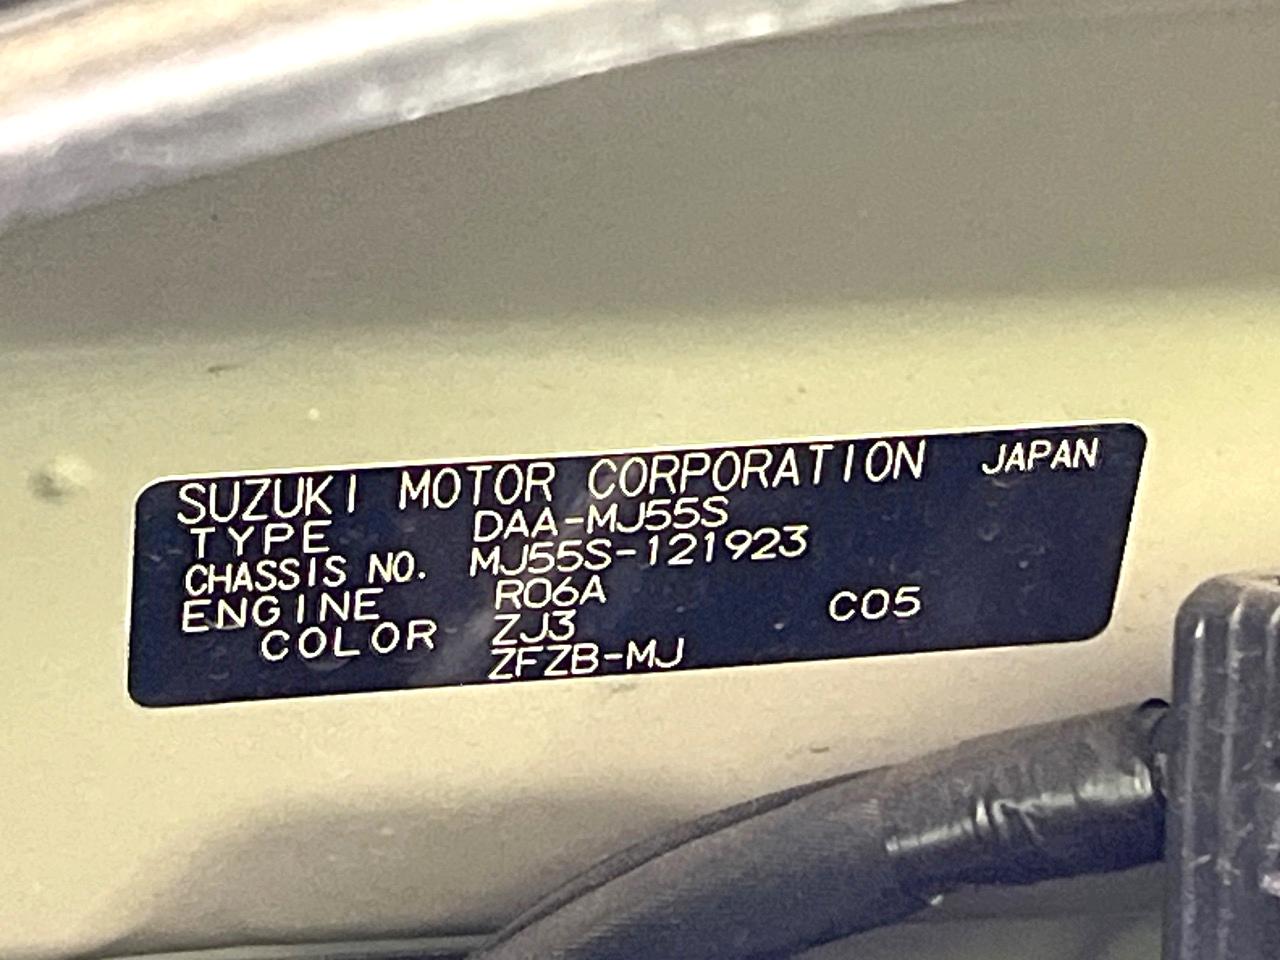 SUZUKI MOTOR CORPORATION JAPAN
TYPE DAA-MJ55S
CHASSIS NO. MJ55S-121923
ENGINE R06A
COLOR ZJ3 C05
ZFZB-MJ